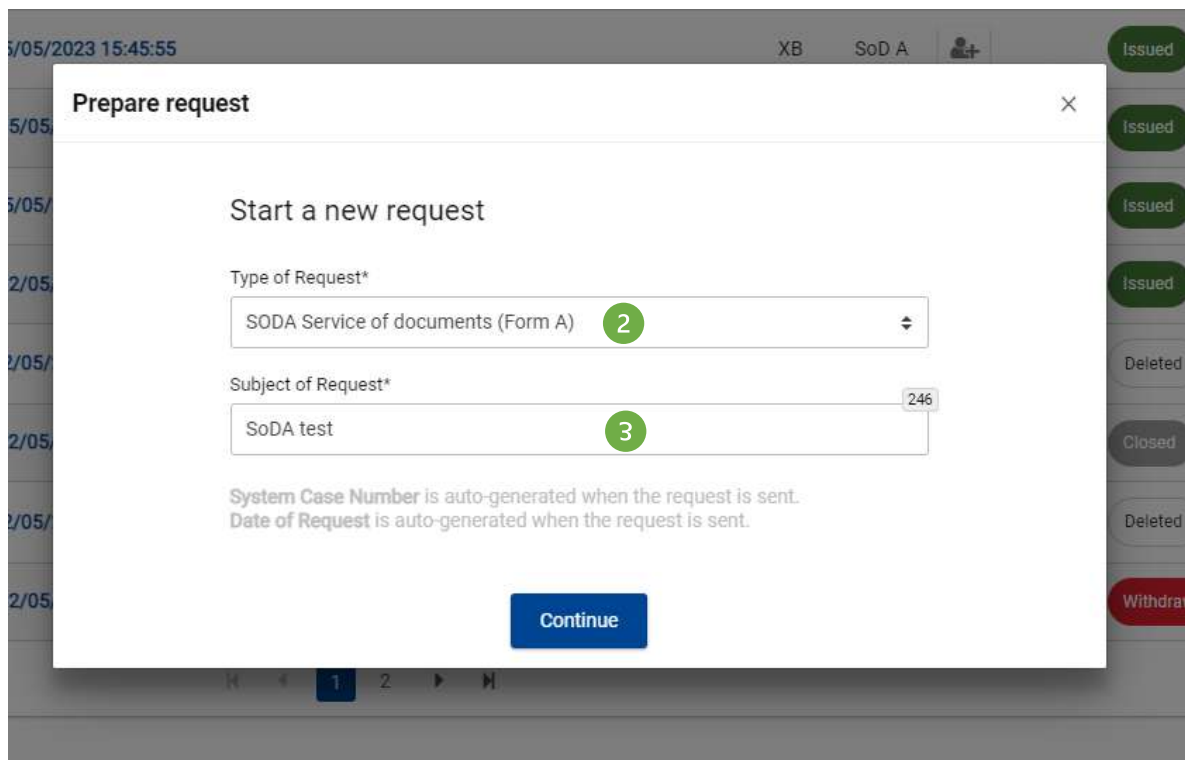 5/05/2023 15:45:55 XB SoD A Issued
Prepare request
5/05/ Issued
5/05/ Issued
Start a new request
Type of Request*
2/05/ Issued
SODA Service of documents (Form A) 2
2/05/ Deleted
Subject of Request*
246
SoDA test 3
2/05/ Closed
System Case Number is auto-generated when the request is sent.
Date of Request is auto-generated when the request is sent.
2/05/ Deleted
2/05/ Withdra
Continue
1 2